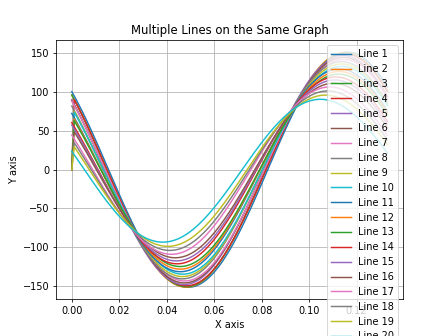 Multiple Lines on the Same Graph
Y axis
150
100
50
0
−50
−100
−150
0.00
0.02
0.04
0.06
0.08
0.10
X axis
Line 1
Line 2
Line 3
Line 4
Line 5
Line 6
Line 7
Line 8
Line 9
Line 10
Line 11
Line 12
Line 13
Line 14
Line 15
Line 16
Line 17
Line 18
Line 19
Line 20